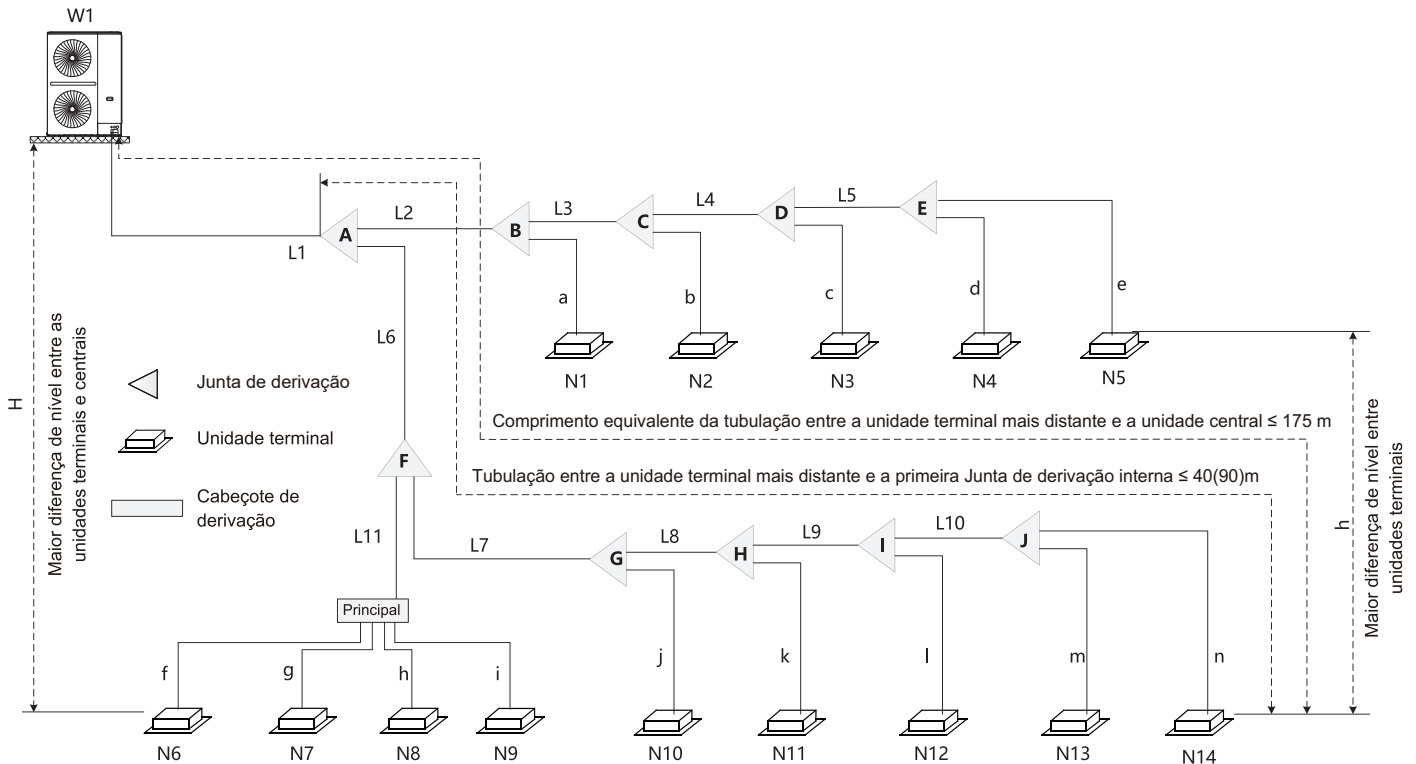 W1
L1
A
L2
B
L3
C
L4
D
L5
E
a
b
c
d
e
N1
N2
N3
N4
N5
L6
H
Maior diferença de nível entre as
unidades terminais e centrais
Junta de derivação
Unidade terminal
Cabeçote de
derivação
Comprimento equivalente da tubulação entre a unidade terminal mais distante e a unidade central ≤ 175 m
Tubulação entre a unidade terminal mais distante e a primeira Junta de derivação interna ≤ 40(90)m
h
Maior diferença de nível entre
unidades terminais
F
L11
L7
G
L8
H
L9
I
L10
J
Principal
f
g
h
i
j
k
l
m
n
N6
N7
N8
N9
N10
N11
N12
N13
N14